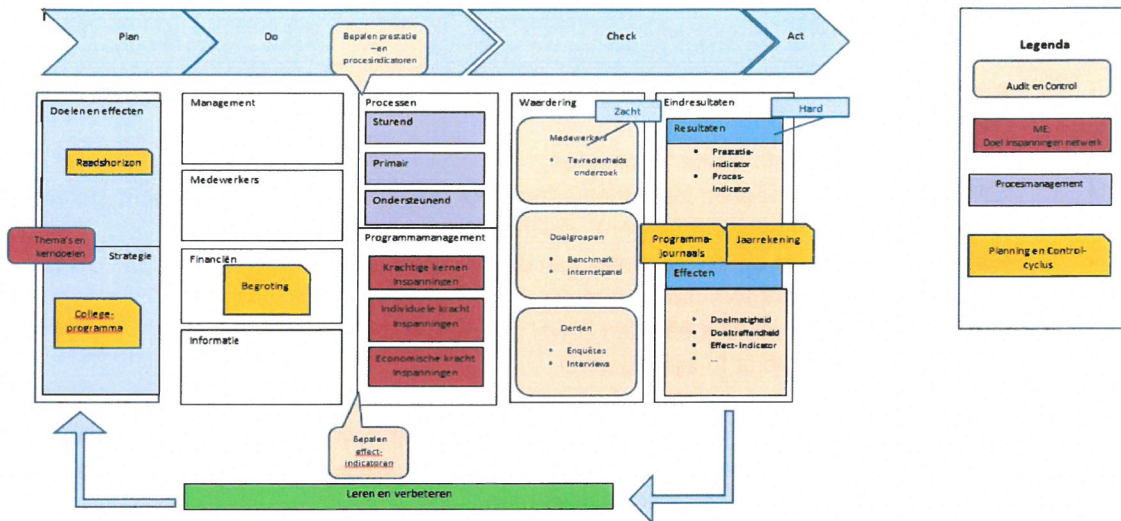 Plan
Do
Check
Act
Bepalen prestatie
–en
procesindicatoren
Doelen en effecten
Raadshorizon
Thema's en
kerndoelen
Strategie
College-
programma
Management
Medewerkers
Financiën
Begroting
Informatie
Processen
Sturend
Primair
Ondersteunend
Programmamanagement
Krachtige kernen
Inspanningen
Individuele kracht
Inspanningen
Economische kracht
Inspanningen
Bepalen
effect-
indicatoren
Waardering
Zacht
Medewerkers
• Tevredenheids
onderzoek
Doelgroepen
• Benchmark
• Internetpanel
Derden
• Enquêtes
• Interviews
Eindresultaten
Hard
Resultaten
• Prestatie-
indicator
• Proces-
indicator
Programma-
journaals
Jaarrekening
Effecten
• Doelmatigheid
• Doeltreffendheid
• Effect-indicator
• ...
Leren en verbeteren
Legenda
Audit en Control
ME:
Doel inspanningen netwerk
Procesmanagement
Planning en Control-
cyclus